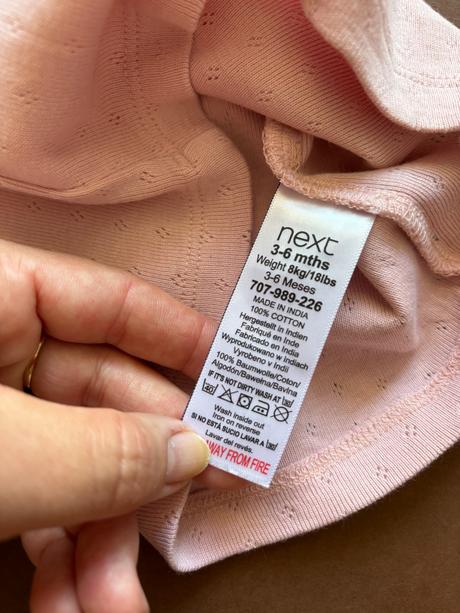 next
3-6 mths
Weight 8kg/18lbs
3-6 Meses
707-989-226
MADE IN INDIA
100% COTTON
Hergestellt in Indien
Fabriqué en Inde
Fabricado en India
Wyprodukowano w Indiach
Vyrobeno v Indii
100% Baumwolle/Coton/
Algodón/Bawełna/Bavlna
IF IT'S NOT DIRTY WASH AT 30
40
Wash inside out
Iron on reverse
SI NO ESTÁ SUCIO LAVAR A 30
Lavar del revés.
AWAY FROM FIRE